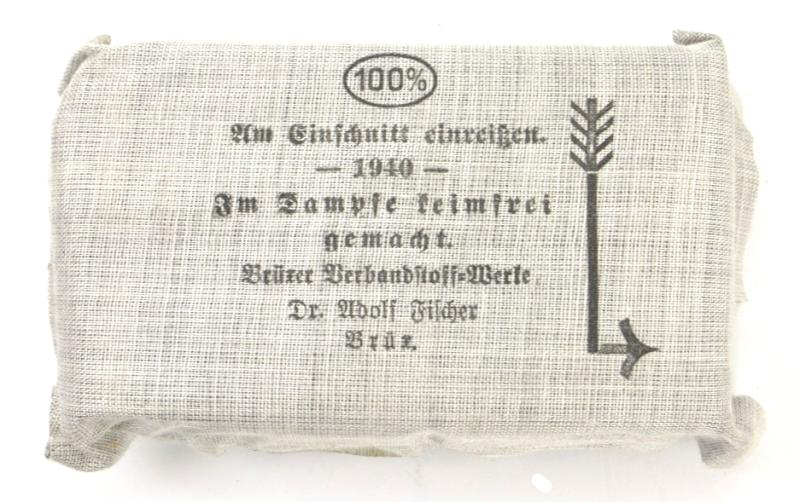 100%
Am Einschnitt einreißen.
— 1940 —
Im Dampfe keimfrei
gemacht.
Brüxer Verbandstoff-Werke
Dr. Adolf Fischer
Brüx.